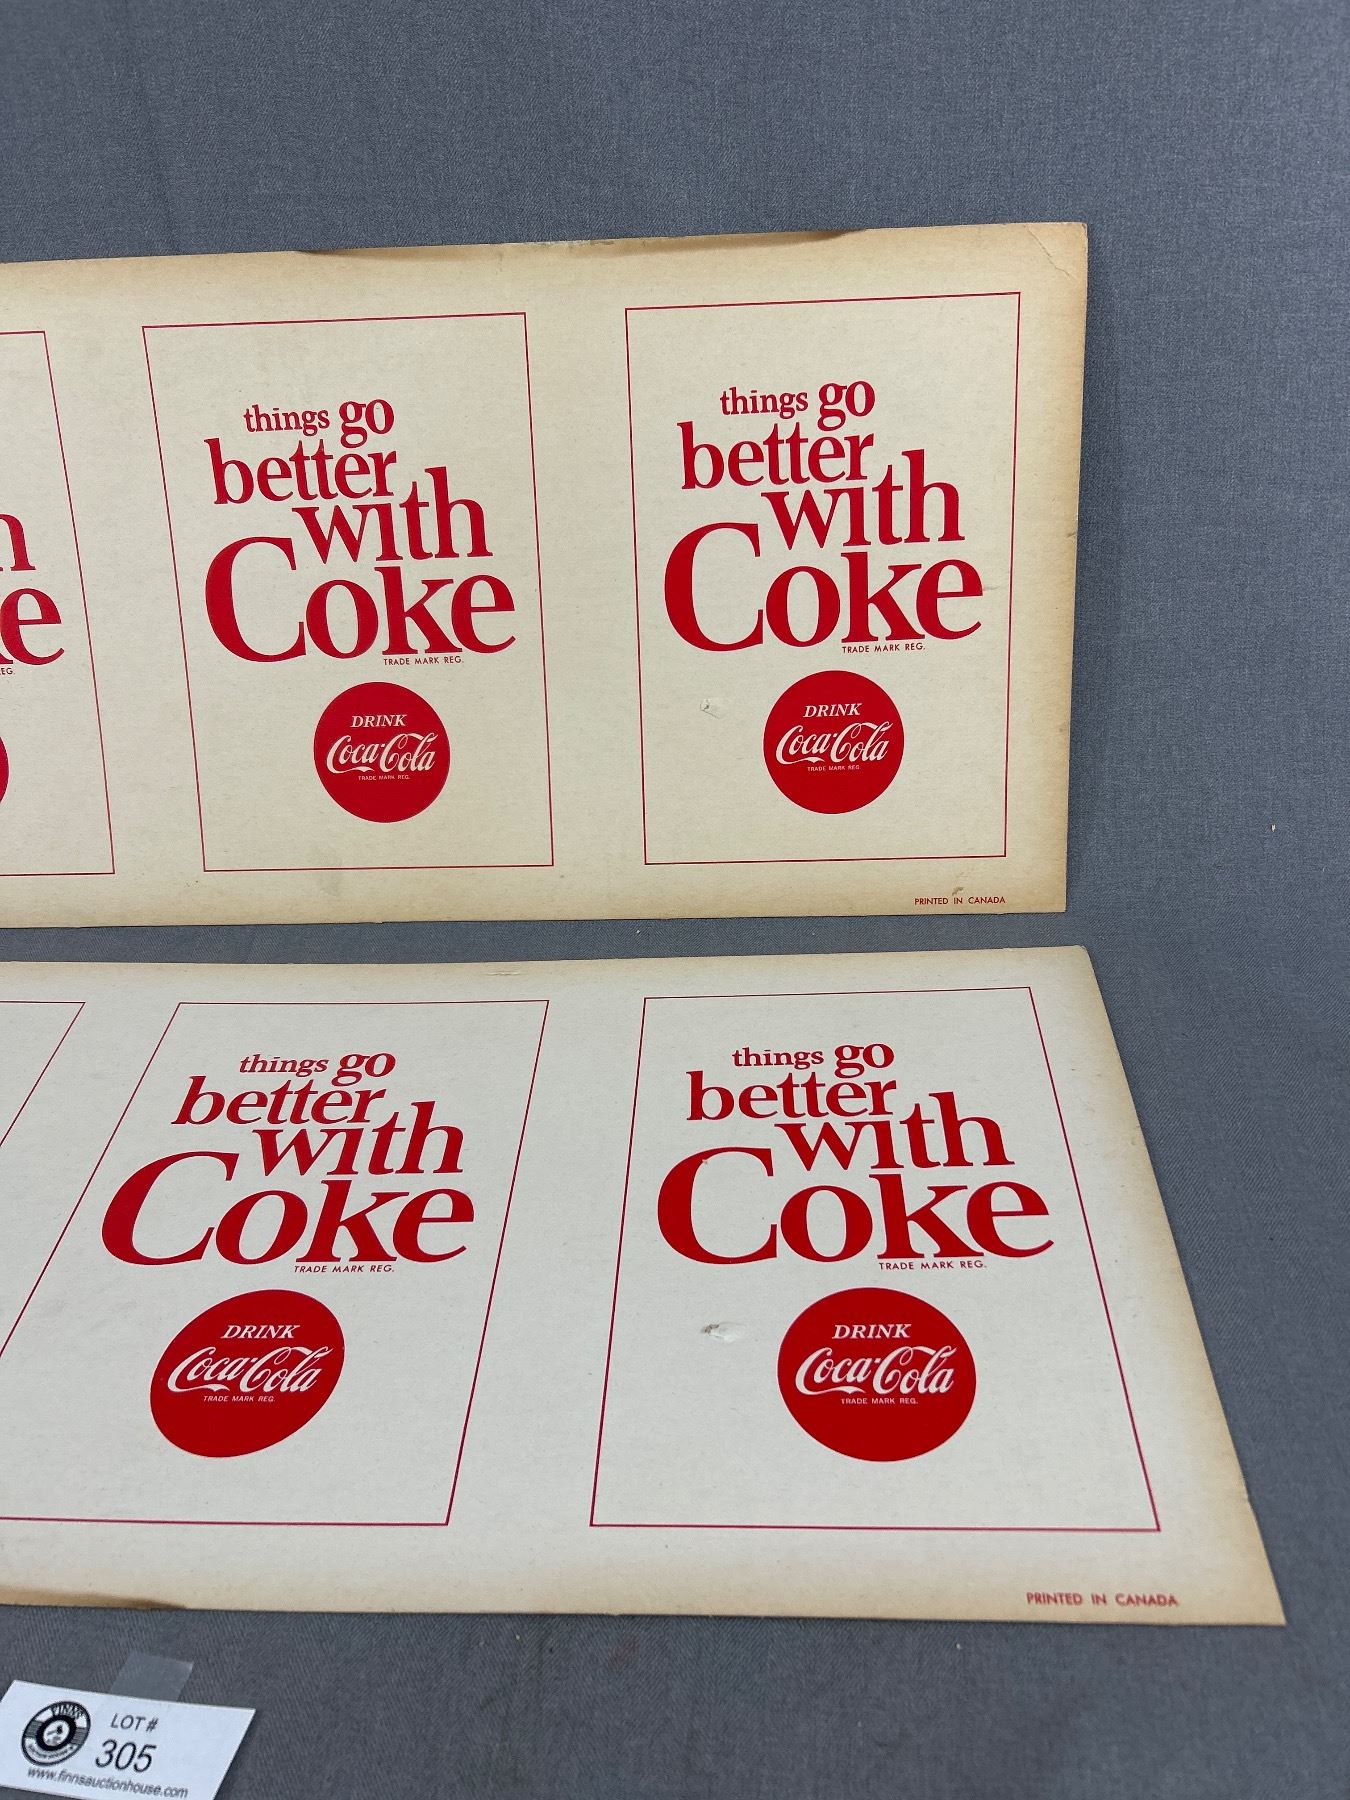 h
ke
EG.
things go
better
with
Coke
TRADE MARK REG.
DRINK
Coca-Cola
TRADE MARK REG.
things go
better
with
Coke
TRADE MARK REG.
DRINK
Coca-Cola
TRADE MARK REG.
PRINTED IN CANADA
things go
better
with
Coke
TRADE MARK REG.
DRINK
Coca-Cola
TRADE MARK REG.
things go
better
with
Coke
TRADE MARK REG.
DRINK
Coca-Cola
TRADE MARK REG.
PRINTED IN CANADA
FINNS
LOT #
305
www.finnsauctionhouse.com